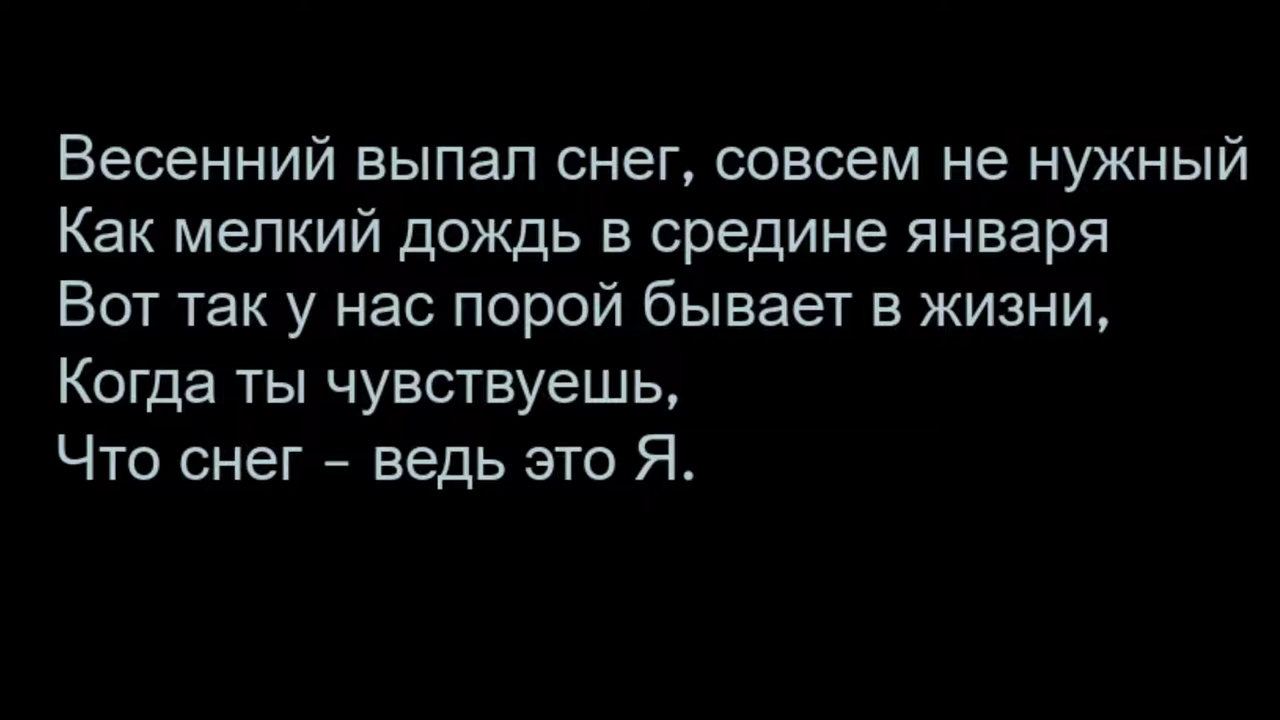 Весенний выпал снег, совсем не нужный
Как мелкий дождь в средине января
Вот так у нас порой бывает в жизни,
Когда ты чувствуешь,
Что снег – ведь это Я.